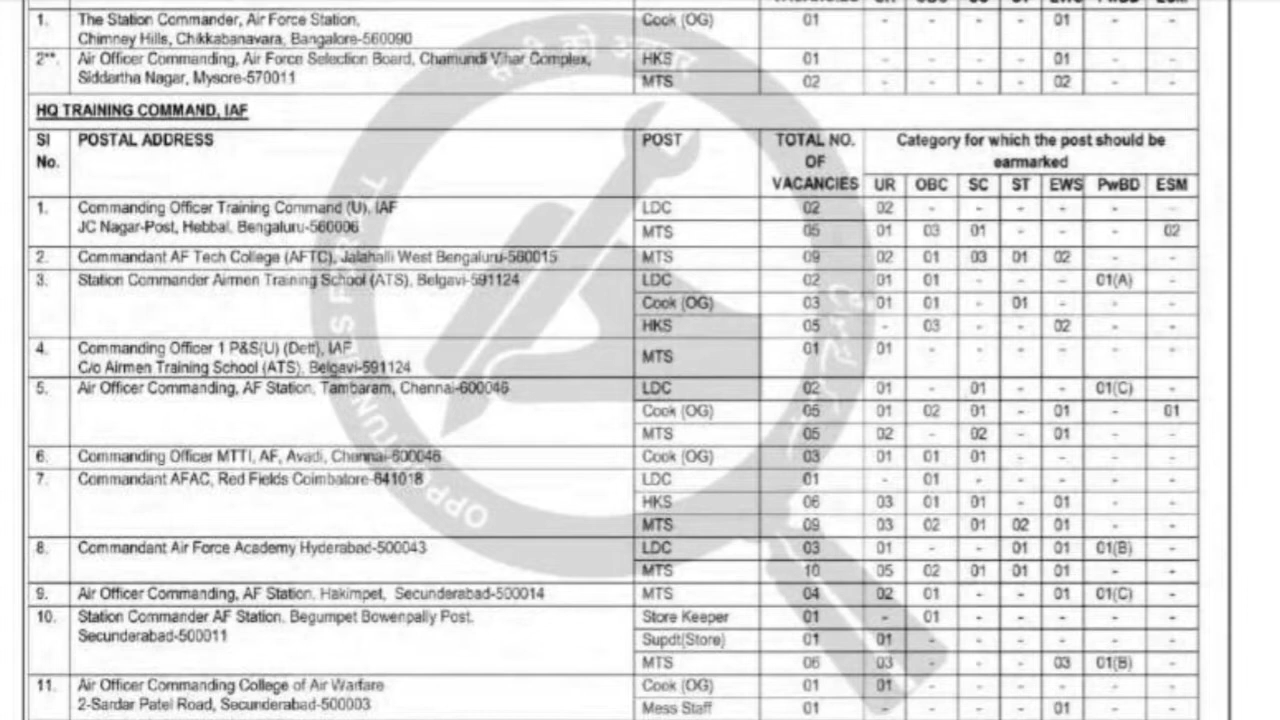 VACANCIES UR OBC SC ST EWS PwBD ESM
1. The Station Commander, Air Force Station, Cook (OG) 01 - - - - 01 - -
Chimney Hills, Chikkabanavara, Bangalore-560090
2**. Air Officer Commanding, Air Force Selection Board, Chamundi Vihar Complex, HKS 01 - - - - 01 - -
Siddartha Nagar, Mysore-570011 MTS 02 - - - - 02 - -
HQ TRAINING COMMAND, IAF
SI POSTAL ADDRESS POST TOTAL NO. Category for which the post should be
No. OF earmarked
VACANCIES UR OBC SC ST EWS PwBD ESM
1. Commanding Officer Training Command (U), IAF LDC 02 02 - - - - - -
JC Nagar-Post, Hebbal, Bengaluru-560006 MTS 05 01 03 01 - - - 02
2. Commandant AF Tech College (AFTC), Jalahalli West Bengaluru-560015 MTS 09 02 01 03 01 02 - -
3. Station Commander Airmen Training School (ATS), Belgavi-591124 LDC 02 01 01 - - - 01(A) -
Cook (OG) 03 01 01 - 01 - - -
HKS 05 - 03 - - 02 - -
4. Commanding Officer 1 P&S(U) (Dett), IAF MTS 01 01 - - - - - -
C/o Airmen Training School (ATS), Belgavi-591124
5. Air Officer Commanding, AF Station, Tambaram, Chennai-600046 LDC 02 01 - 01 - - 01(C) -
Cook (OG) 05 01 02 01 - 01 - 01
MTS 05 02 - 02 - 01 - -
6. Commanding Officer MTTI, AF, Avadi, Chennai-600046 Cook (OG) 03 01 01 01 - - - -
7. Commandant AFAC, Red Fields Coimbatore-641018 LDC 01 - 01 - - - - -
HKS 06 03 01 01 - 01 - -
MTS 09 03 02 01 02 01 - -
8. Commandant Air Force Academy Hyderabad-500043 LDC 03 01 - - 01 01 01(B) -
MTS 10 05 02 01 01 01 - -
9. Air Officer Commanding, AF Station, Hakimpet, Secunderabad-500014 MTS 04 02 01 - - 01 01(C) -
10. Station Commander AF Station, Begumpet Bowenpally Post, Store Keeper 01 - 01 - - - - -
Secunderabad-500011 Supdt(Store) 01 01 - - - - - -
MTS 06 03 - - - 03 01(B) -
11. Air Officer Commanding College of Air Warfare Cook (OG) 01 01 - - - - - -
2-Sardar Patel Road, Secunderabad-500003 Mess Staff 01 - - - - 01 - -